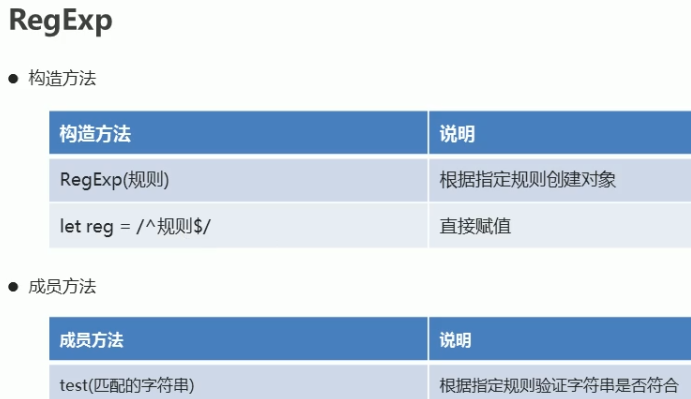 RegExp
● 构造方法
构造方法 说明
RegExp(规则) 根据指定规则创建对象
let reg = /^规则$/ 直接赋值
● 成员方法
成员方法 说明
test(匹配的字符串) 根据指定规则验证字符串是否符合